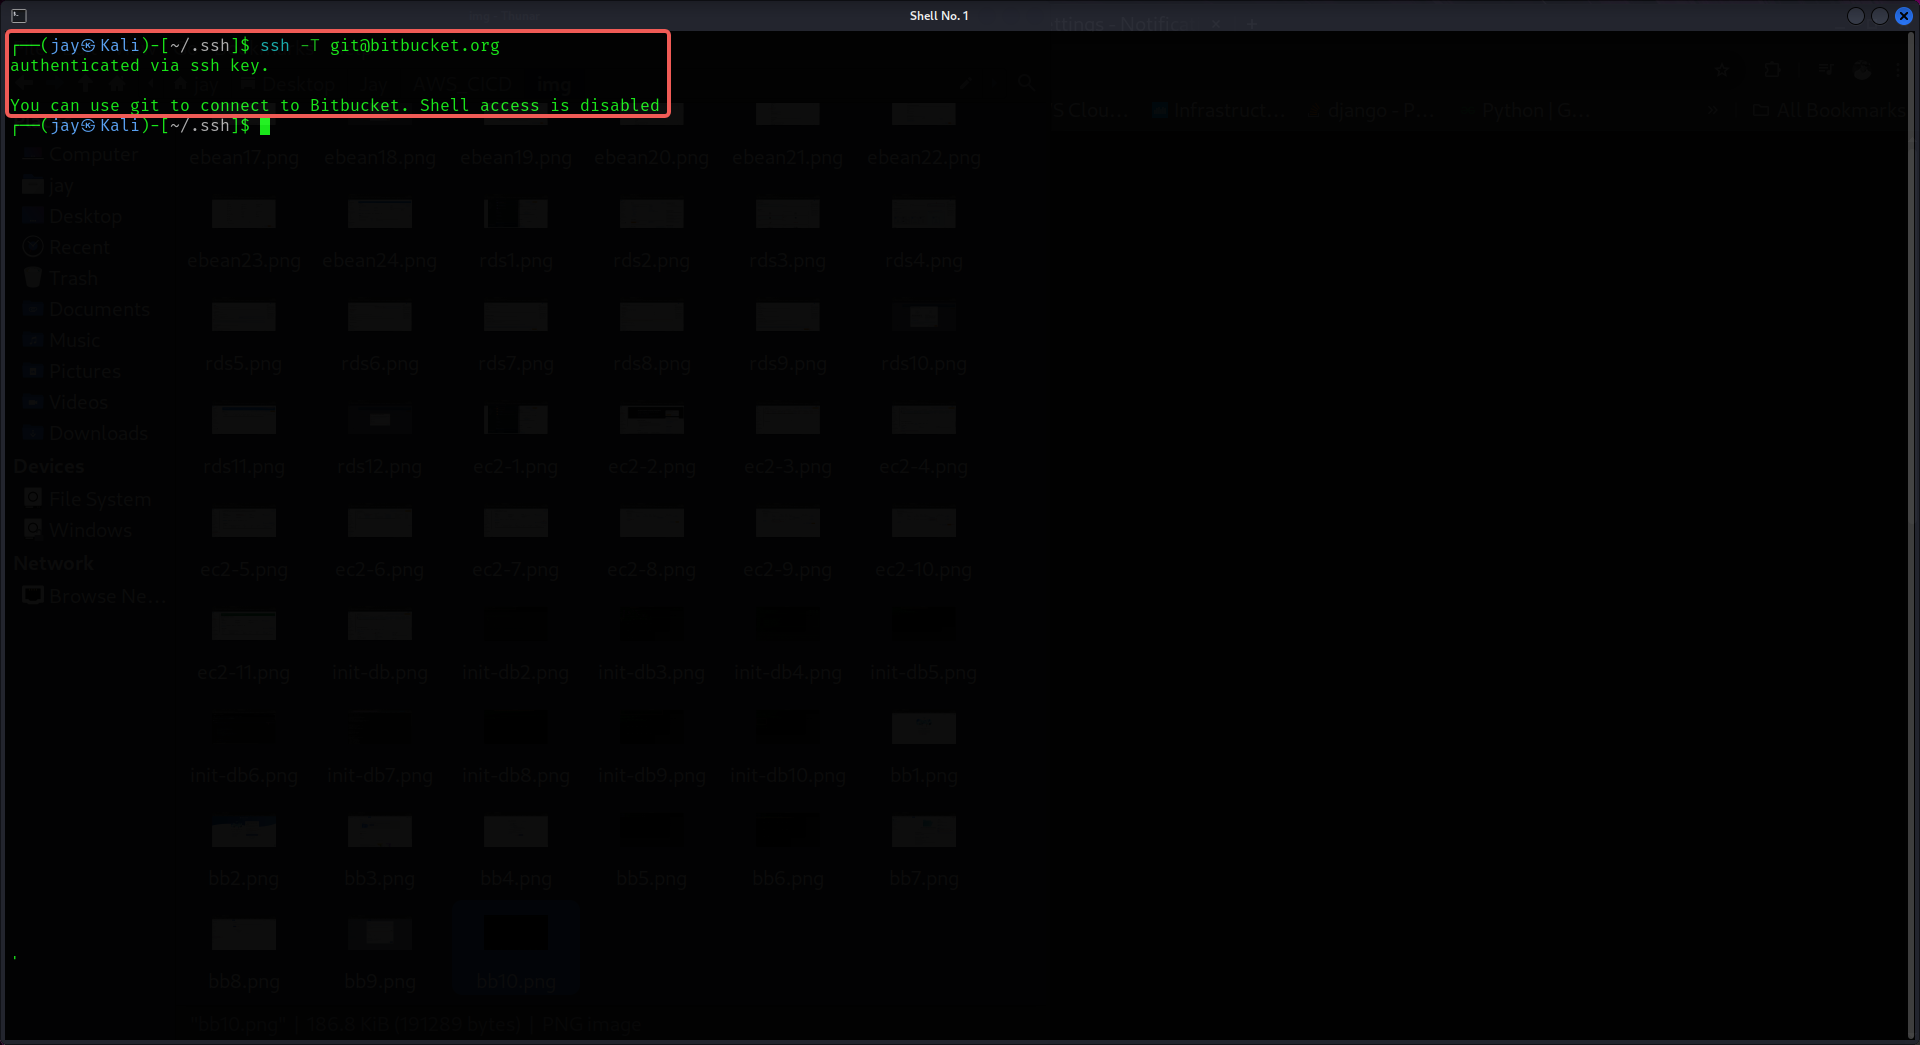 Shell No. 1
ttings - Notific
┌──(jay㉿Kali)-[~/.ssh]$ ssh -T git@bitbucket.org
authenticated via ssh key.
Desktop jay AWS_CICD Img
You can use git to connect to Bitbucket. Shell access is disabled
┌──(jay㉿Kali)-[~/.ssh]$
S Clou... Infrastruct... django - P... Python | G... » All Bookmarks
Computer
jay
Desktop
Recent
Trash
Documents
Music
Pictures
Videos
Downloads
Devices
File System
Windows
Network
Browse Ne...
ebean17.png ebean18.png ebean19.png ebean20.png ebean21.png ebean22.png
ebean23.png ebean24.png rds1.png rds2.png rds3.png rds4.png
rds5.png rds6.png rds7.png rds8.png rds9.png rds10.png
rds11.png rds12.png ec2-1.png ec2-2.png ec2-3.png ec2-4.png
ec2-5.png ec2-6.png ec2-7.png ec2-8.png ec2-9.png ec2-10.png
ec2-11.png init-db.png init-db2.png init-db3.png init-db4.png init-db5.png
init-db6.png init-db7.png init-db8.png init-db9.png init-db10.png bb1.png
bb2.png bb3.png bb4.png bb5.png bb6.png bb7.png
bb8.png bb9.png bb10.png
"bb10.png" | 186.8 KiB (191289 bytes) | PNG image